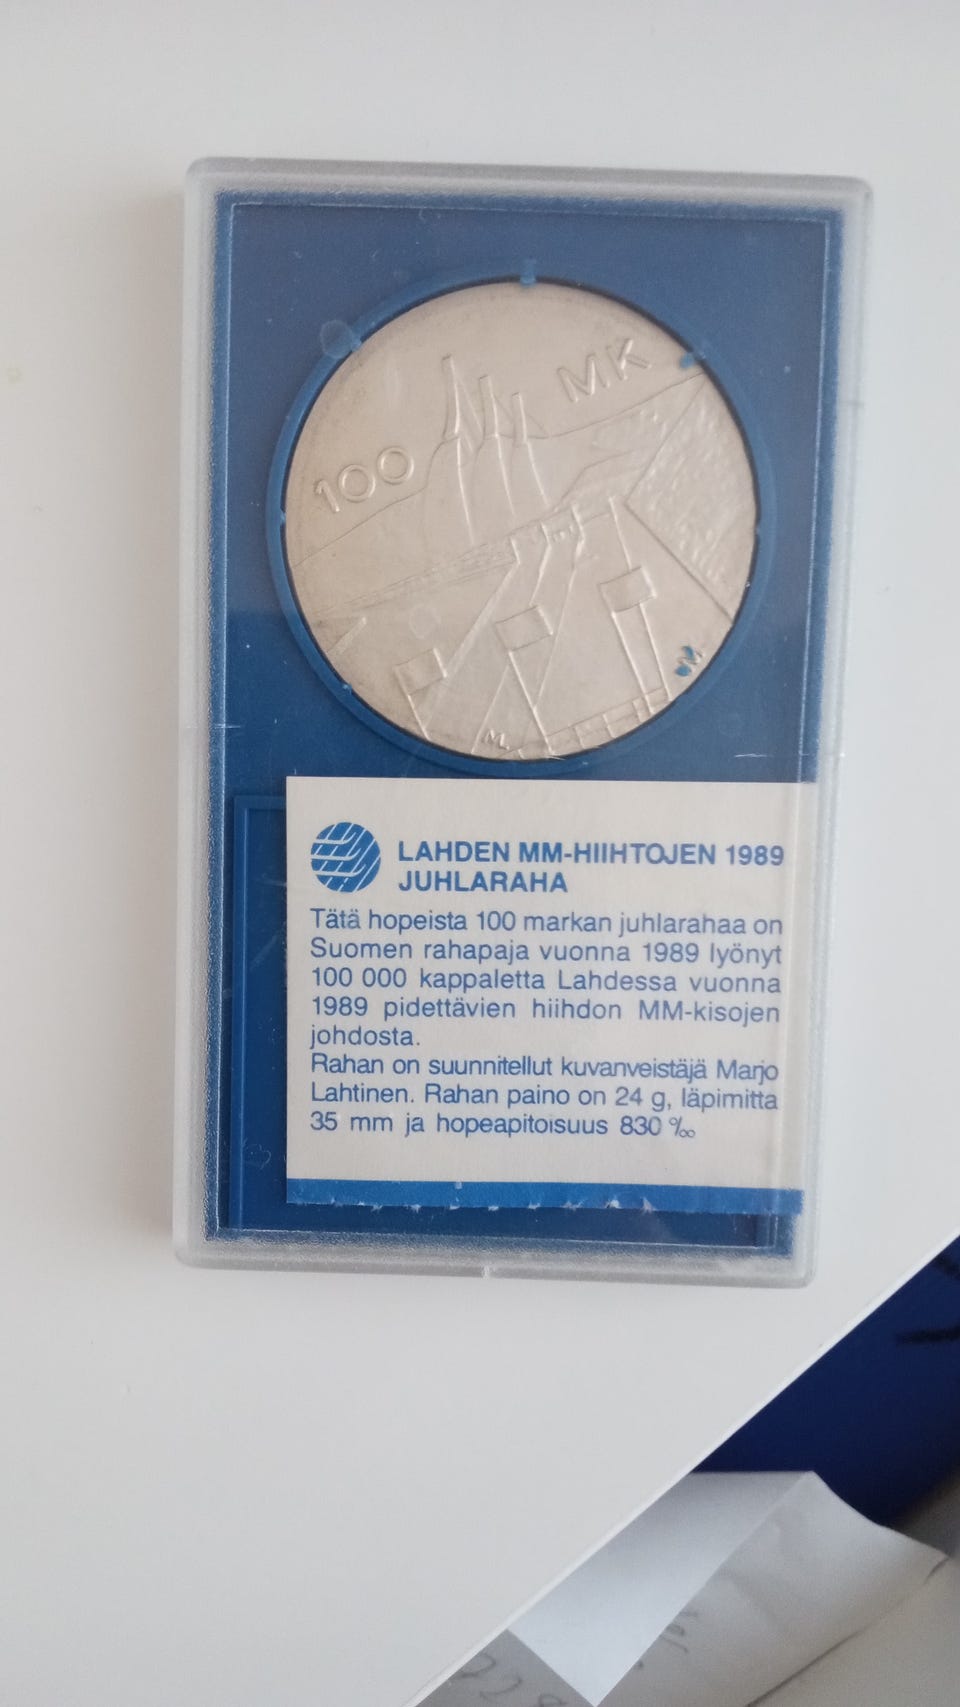 100 MK
ML
M
LAHDEN MM-HIIHTOJEN 1989
JUHLARAHA
Tätä hopeista 100 markan juhlarahaa on
Suomen rahapaja vuonna 1989 lyönyt
100 000 kappaletta Lahdessa vuonna
1989 pidettävien hiihdon MM-kisojen
johdosta.
Rahan on suunnitellut kuvanveistäjä Marjo
Lahtinen. Rahan paino on 24 g, läpimitta
35 mm ja hopeapitoisuus 830 ‰